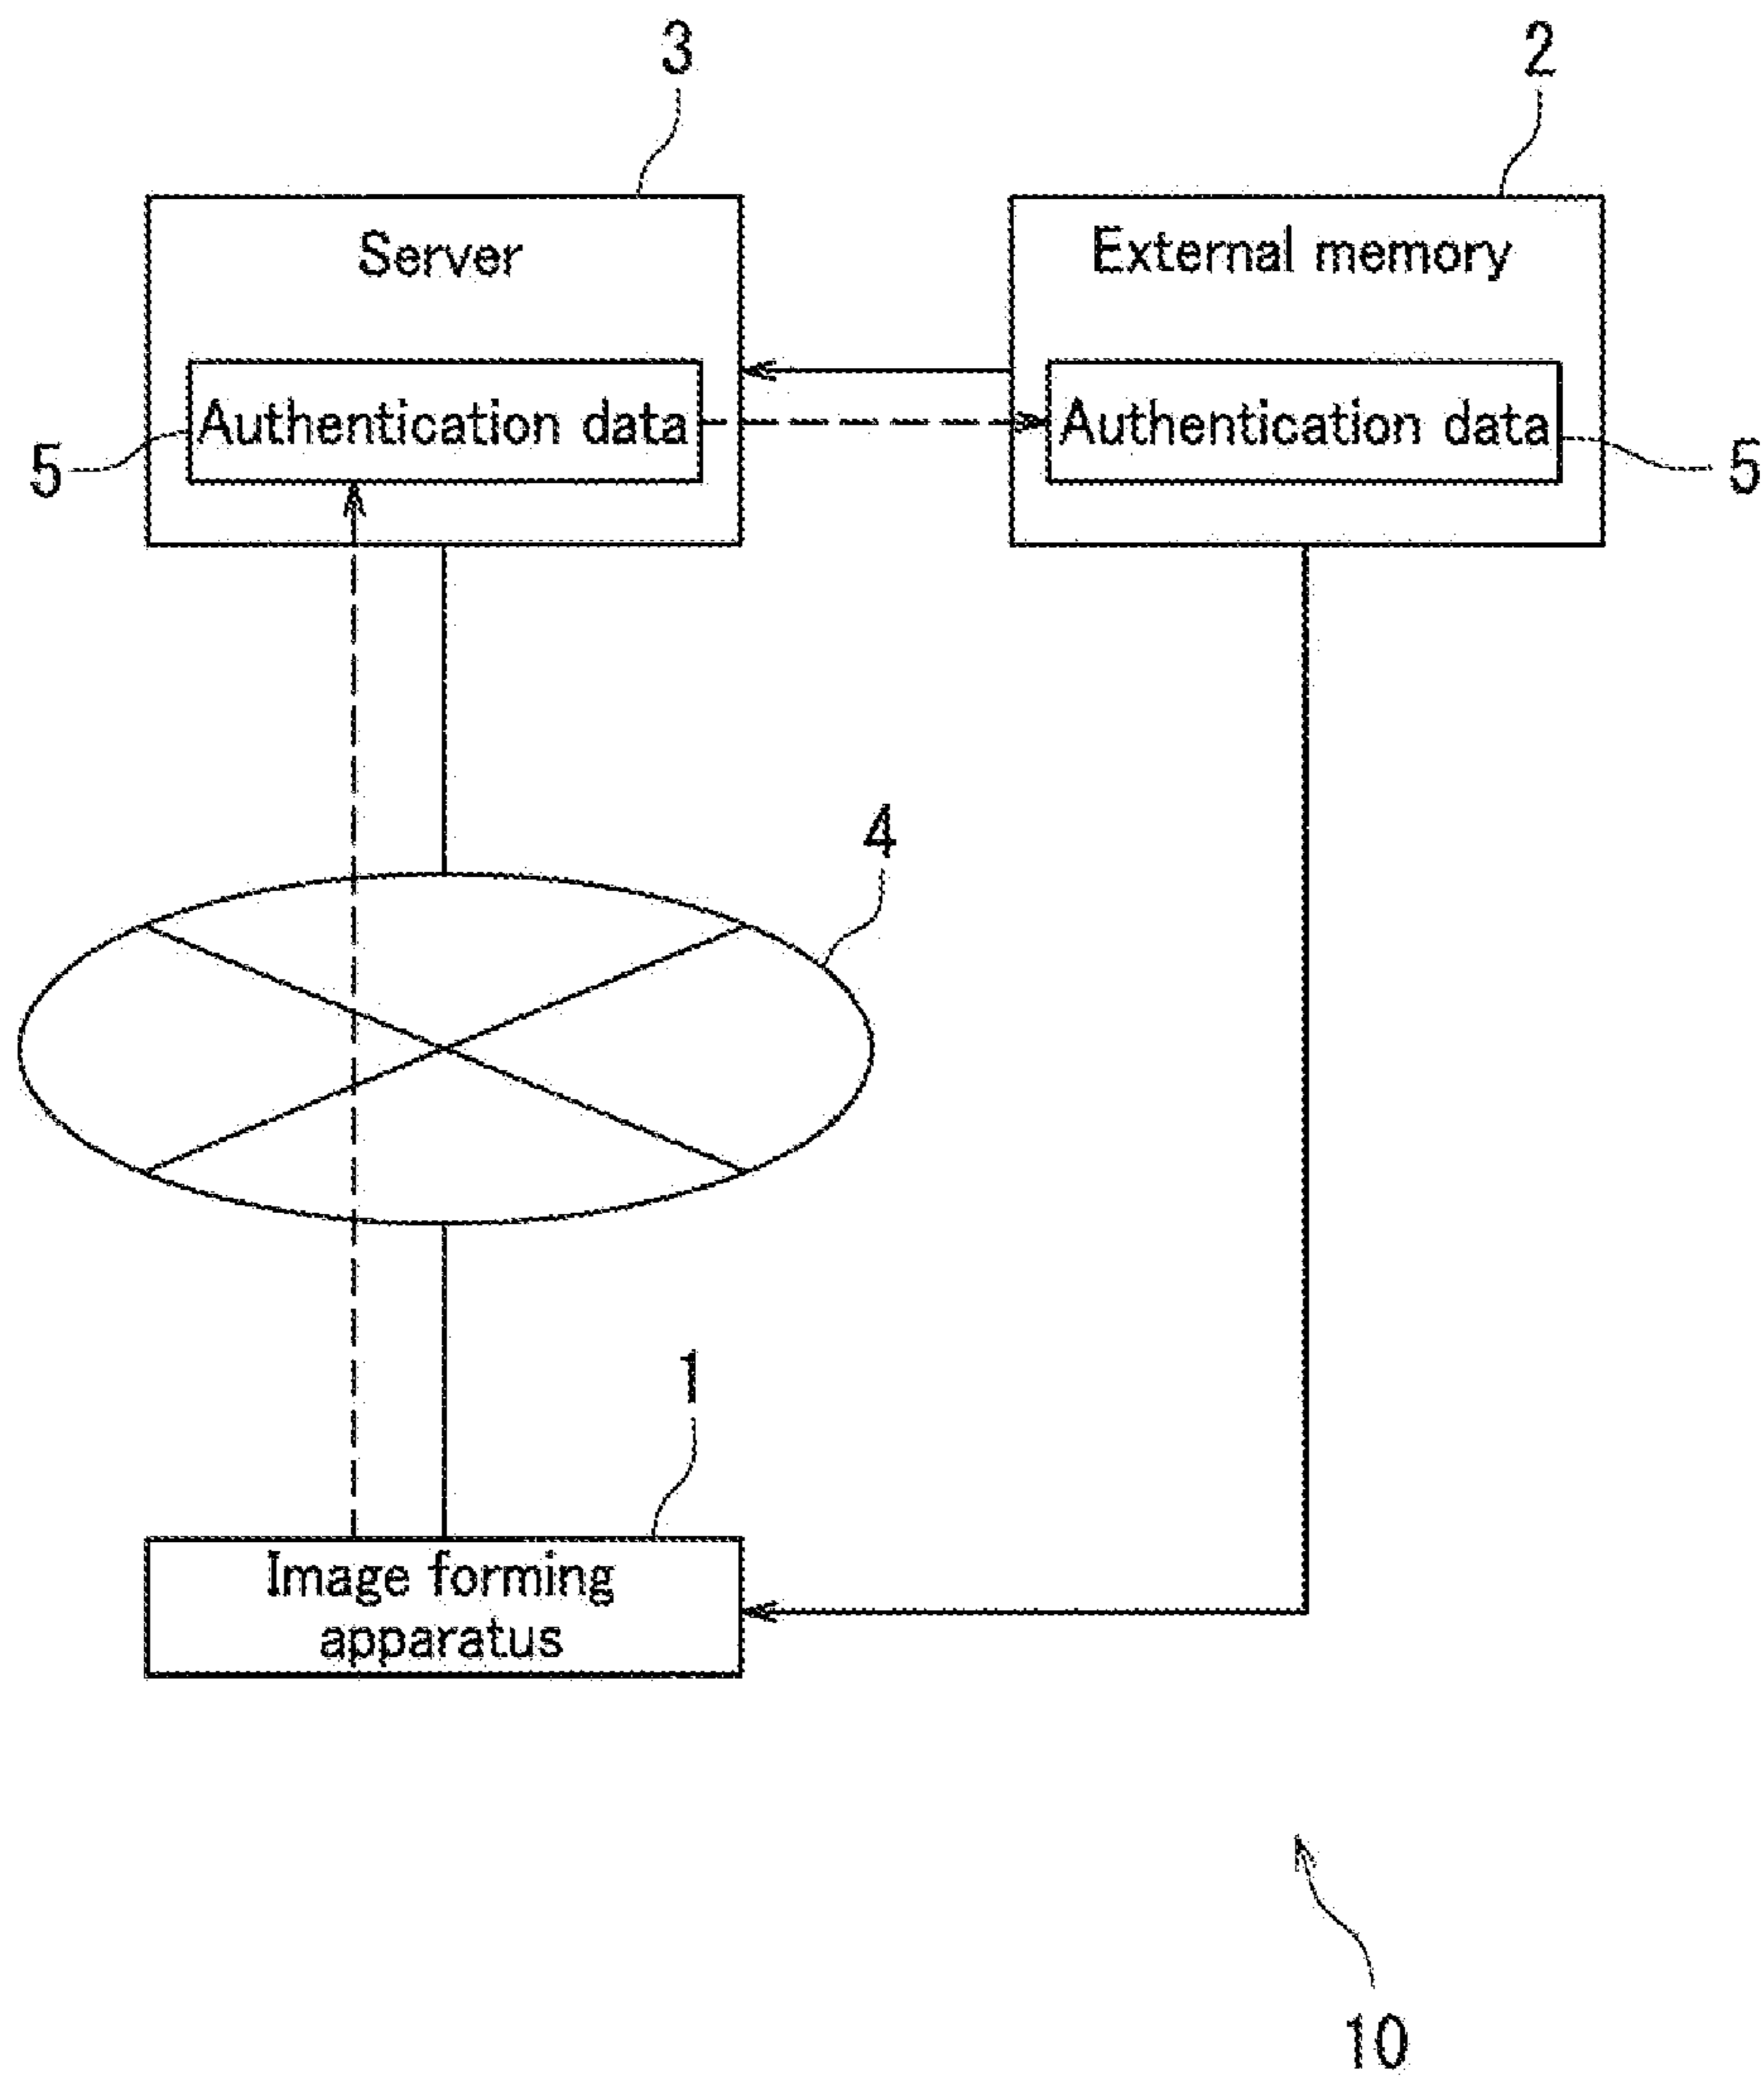 3
2
Server
External memory
Authentication data
Authentication data
5
5
4
1
Image forming
apparatus
10